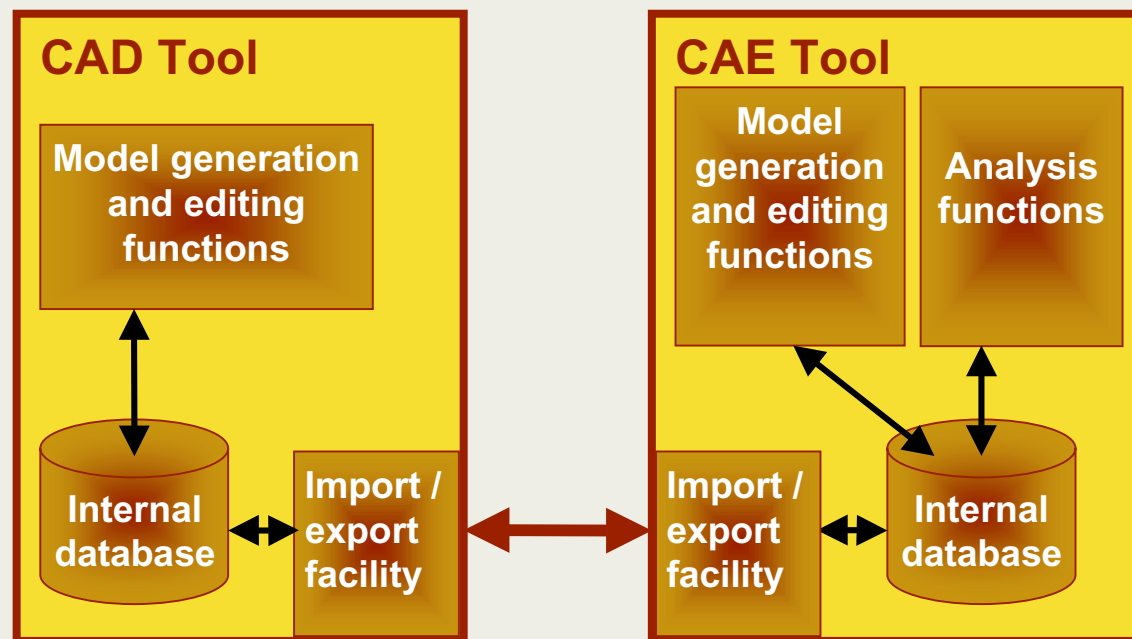 CAD Tool
Model generation
and editing
functions
Internal
database
Import /
export
facility
CAE Tool
Model
generation
and editing
functions
Analysis
functions
Import /
export
facility
Internal
database